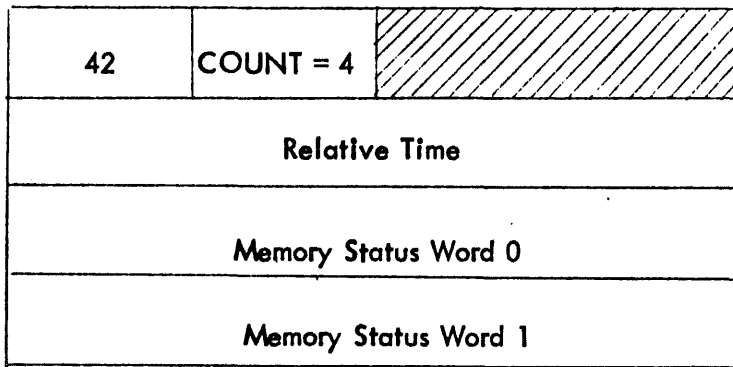 42 COUNT = 4
Relative Time
Memory Status Word 0
Memory Status Word 1